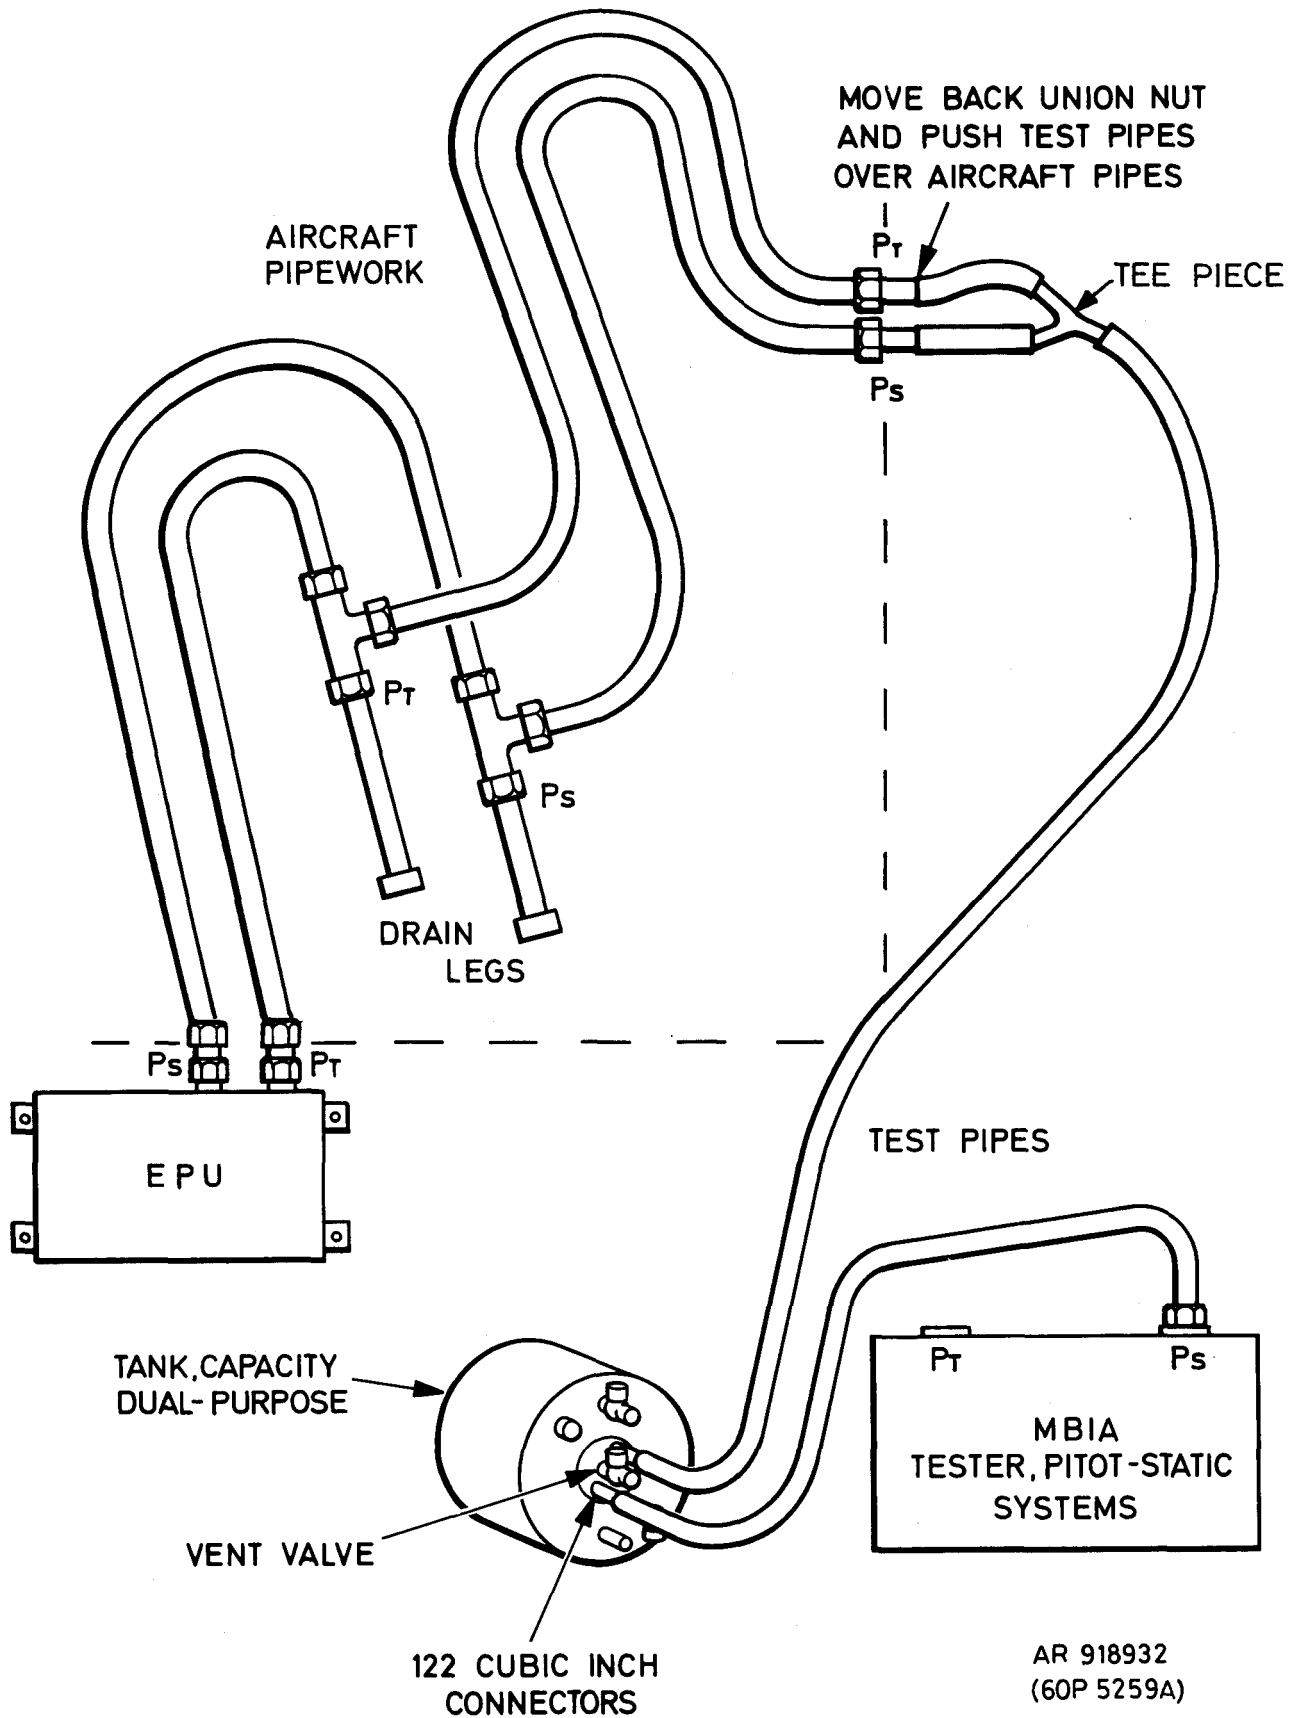 MOVE BACK UNION NUT
AND PUSH TEST PIPES
OVER AIRCRAFT PIPES
AIRCRAFT
PIPEWORK
PT
TEE PIECE
PS
PT
PS
DRAIN
LEGS
PS
PT
EPU
TEST PIPES
TANK, CAPACITY
DUAL-PURPOSE
PT
PS
MBIA
TESTER, PITOT-STATIC
SYSTEMS
VENT VALVE
122 CUBIC INCH
CONNECTORS
AR 918932
(60P 5259A)